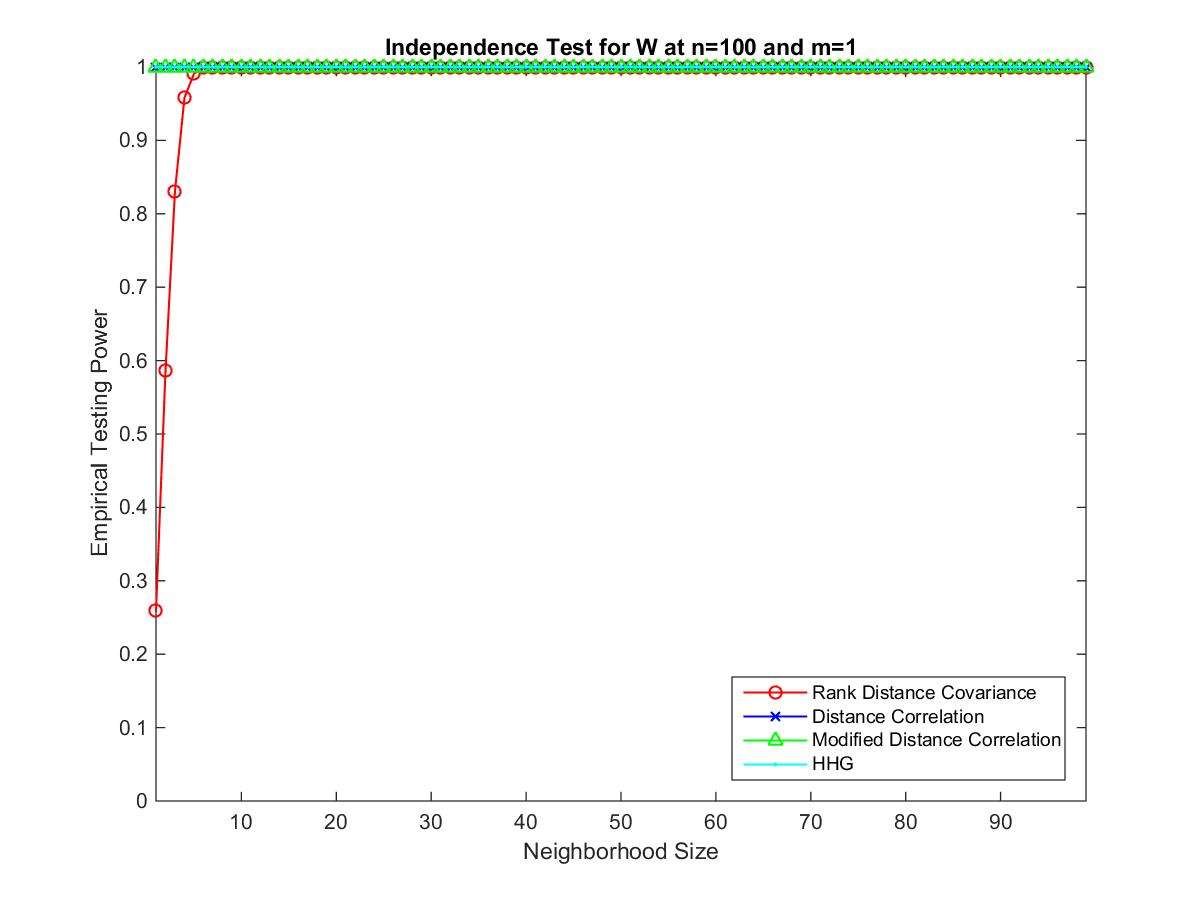 Independence Test for W at n=100 and m=1
1
0.9
0.8
0.7
0.6
0.5
0.4
0.3
0.2
0.1
0
Empirical Testing Power
10 20 30 40 50 60 70 80 90
Neighborhood Size
Rank Distance Covariance
Distance Correlation
Modified Distance Correlation
HHG